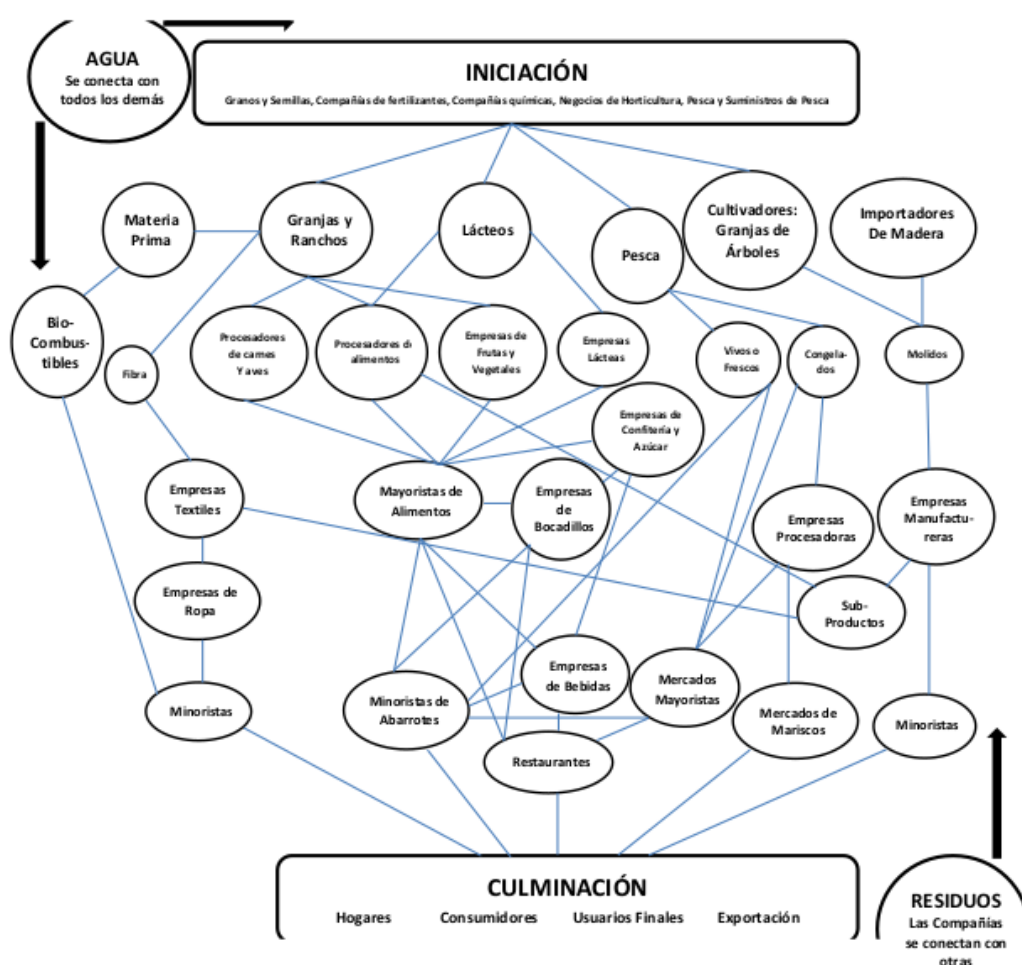 AGUA
Se conecta con
todos los demás
INICIACIÓN
Granos y Semillas, Compañías de fertilizantes, Compañías químicas, Negocios de Horticultura, Pesca y Suministros de Pesca
Materia
Prima
Granjas y
Ranchos
Lácteos
Pesca
Cultivadores:
Granjas de
Árboles
Importadores
De Madera
Bio-
Combus-
tibles
Fibra
Procesadores
de carnes
Y aves
Procesadores di
alimentos
Empresas de
Frutas y
Vegetales
Empresas
Lácteas
Vivos o
Frescos
Congela-
dos
Molidos
Empresas de
Confitería y
Azúcar
Empresas
Textiles
Mayoristas de
Alimentos
Empresas
de
Bocadillos
Empresas
Procesadoras
Empresas
Manufactu-
reras
Empresas de
Ropa
Sub-
Productos
Minoristas
Minoristas de
Abarrotes
Empresas
de Bebidas
Mercados
Mayoristas
Mercados de
Mariscos
Minoristas
Restaurantes
CULMINACIÓN
Hogares Consumidores Usuarios Finales Exportación
RESIDUOS
Las Compañías
se conectan con
otras